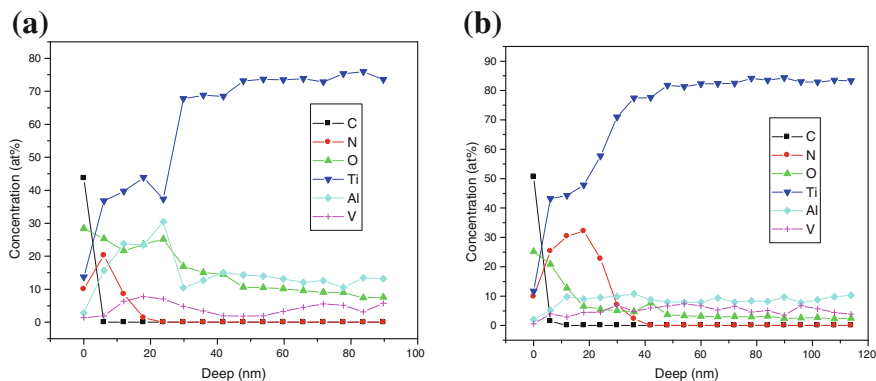 (a)
80
70
60
50
40
30
20
10
0
Concentration (at%)
0 20 40 60 80 100
Deep (nm)
C
N
O
Ti
Al
V
(b)
90
80
70
60
50
40
30
20
10
0
Concentration (at%)
0 20 40 60 80 100 120
Deep (nm)
C
N
O
Ti
Al
V